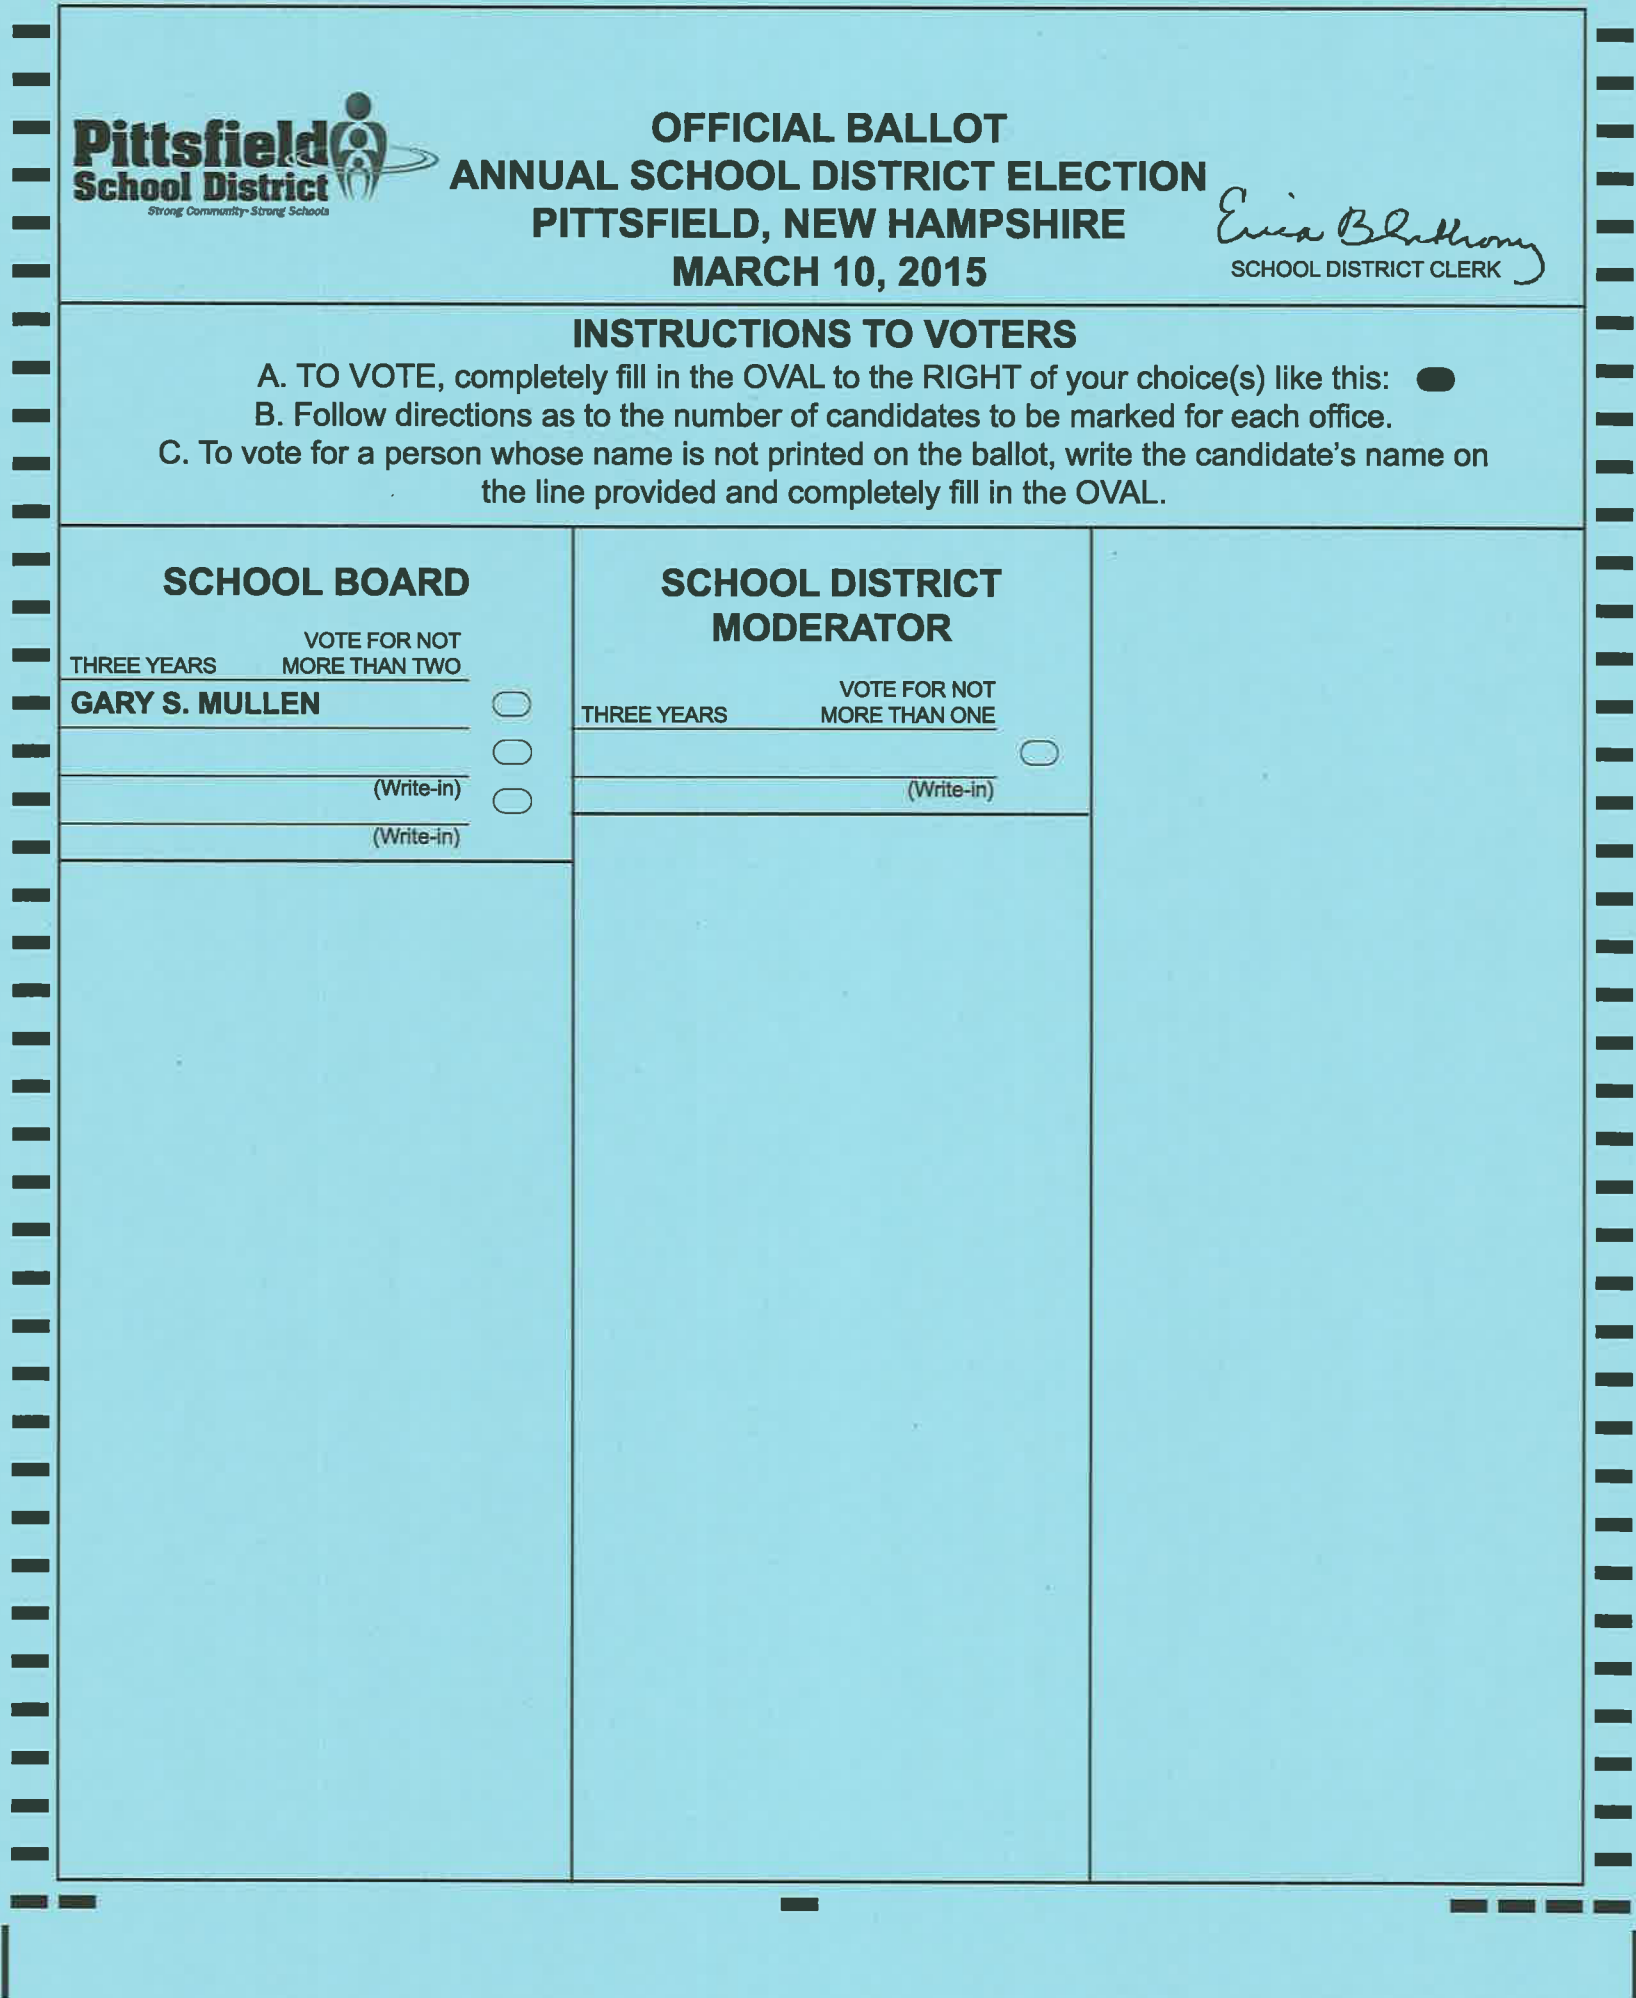 Pittsfield
School District
Strong Community-Strong Schools
OFFICIAL BALLOT
ANNUAL SCHOOL DISTRICT ELECTION
PITTSFIELD, NEW HAMPSHIRE
MARCH 10, 2015
Erica B Anthony
SCHOOL DISTRICT CLERK
INSTRUCTIONS TO VOTERS
A. TO VOTE, completely fill in the OVAL to the RIGHT of your choice(s) like this:
B. Follow directions as to the number of candidates to be marked for each office.
C. To vote for a person whose name is not printed on the ballot, write the candidate's name on
the line provided and completely fill in the OVAL.
SCHOOL BOARD
VOTE FOR NOT
THREE YEARS MORE THAN TWO
GARY S. MULLEN
(Write-in)
(Write-in)
SCHOOL DISTRICT
MODERATOR
VOTE FOR NOT
THREE YEARS MORE THAN ONE
(Write-in)